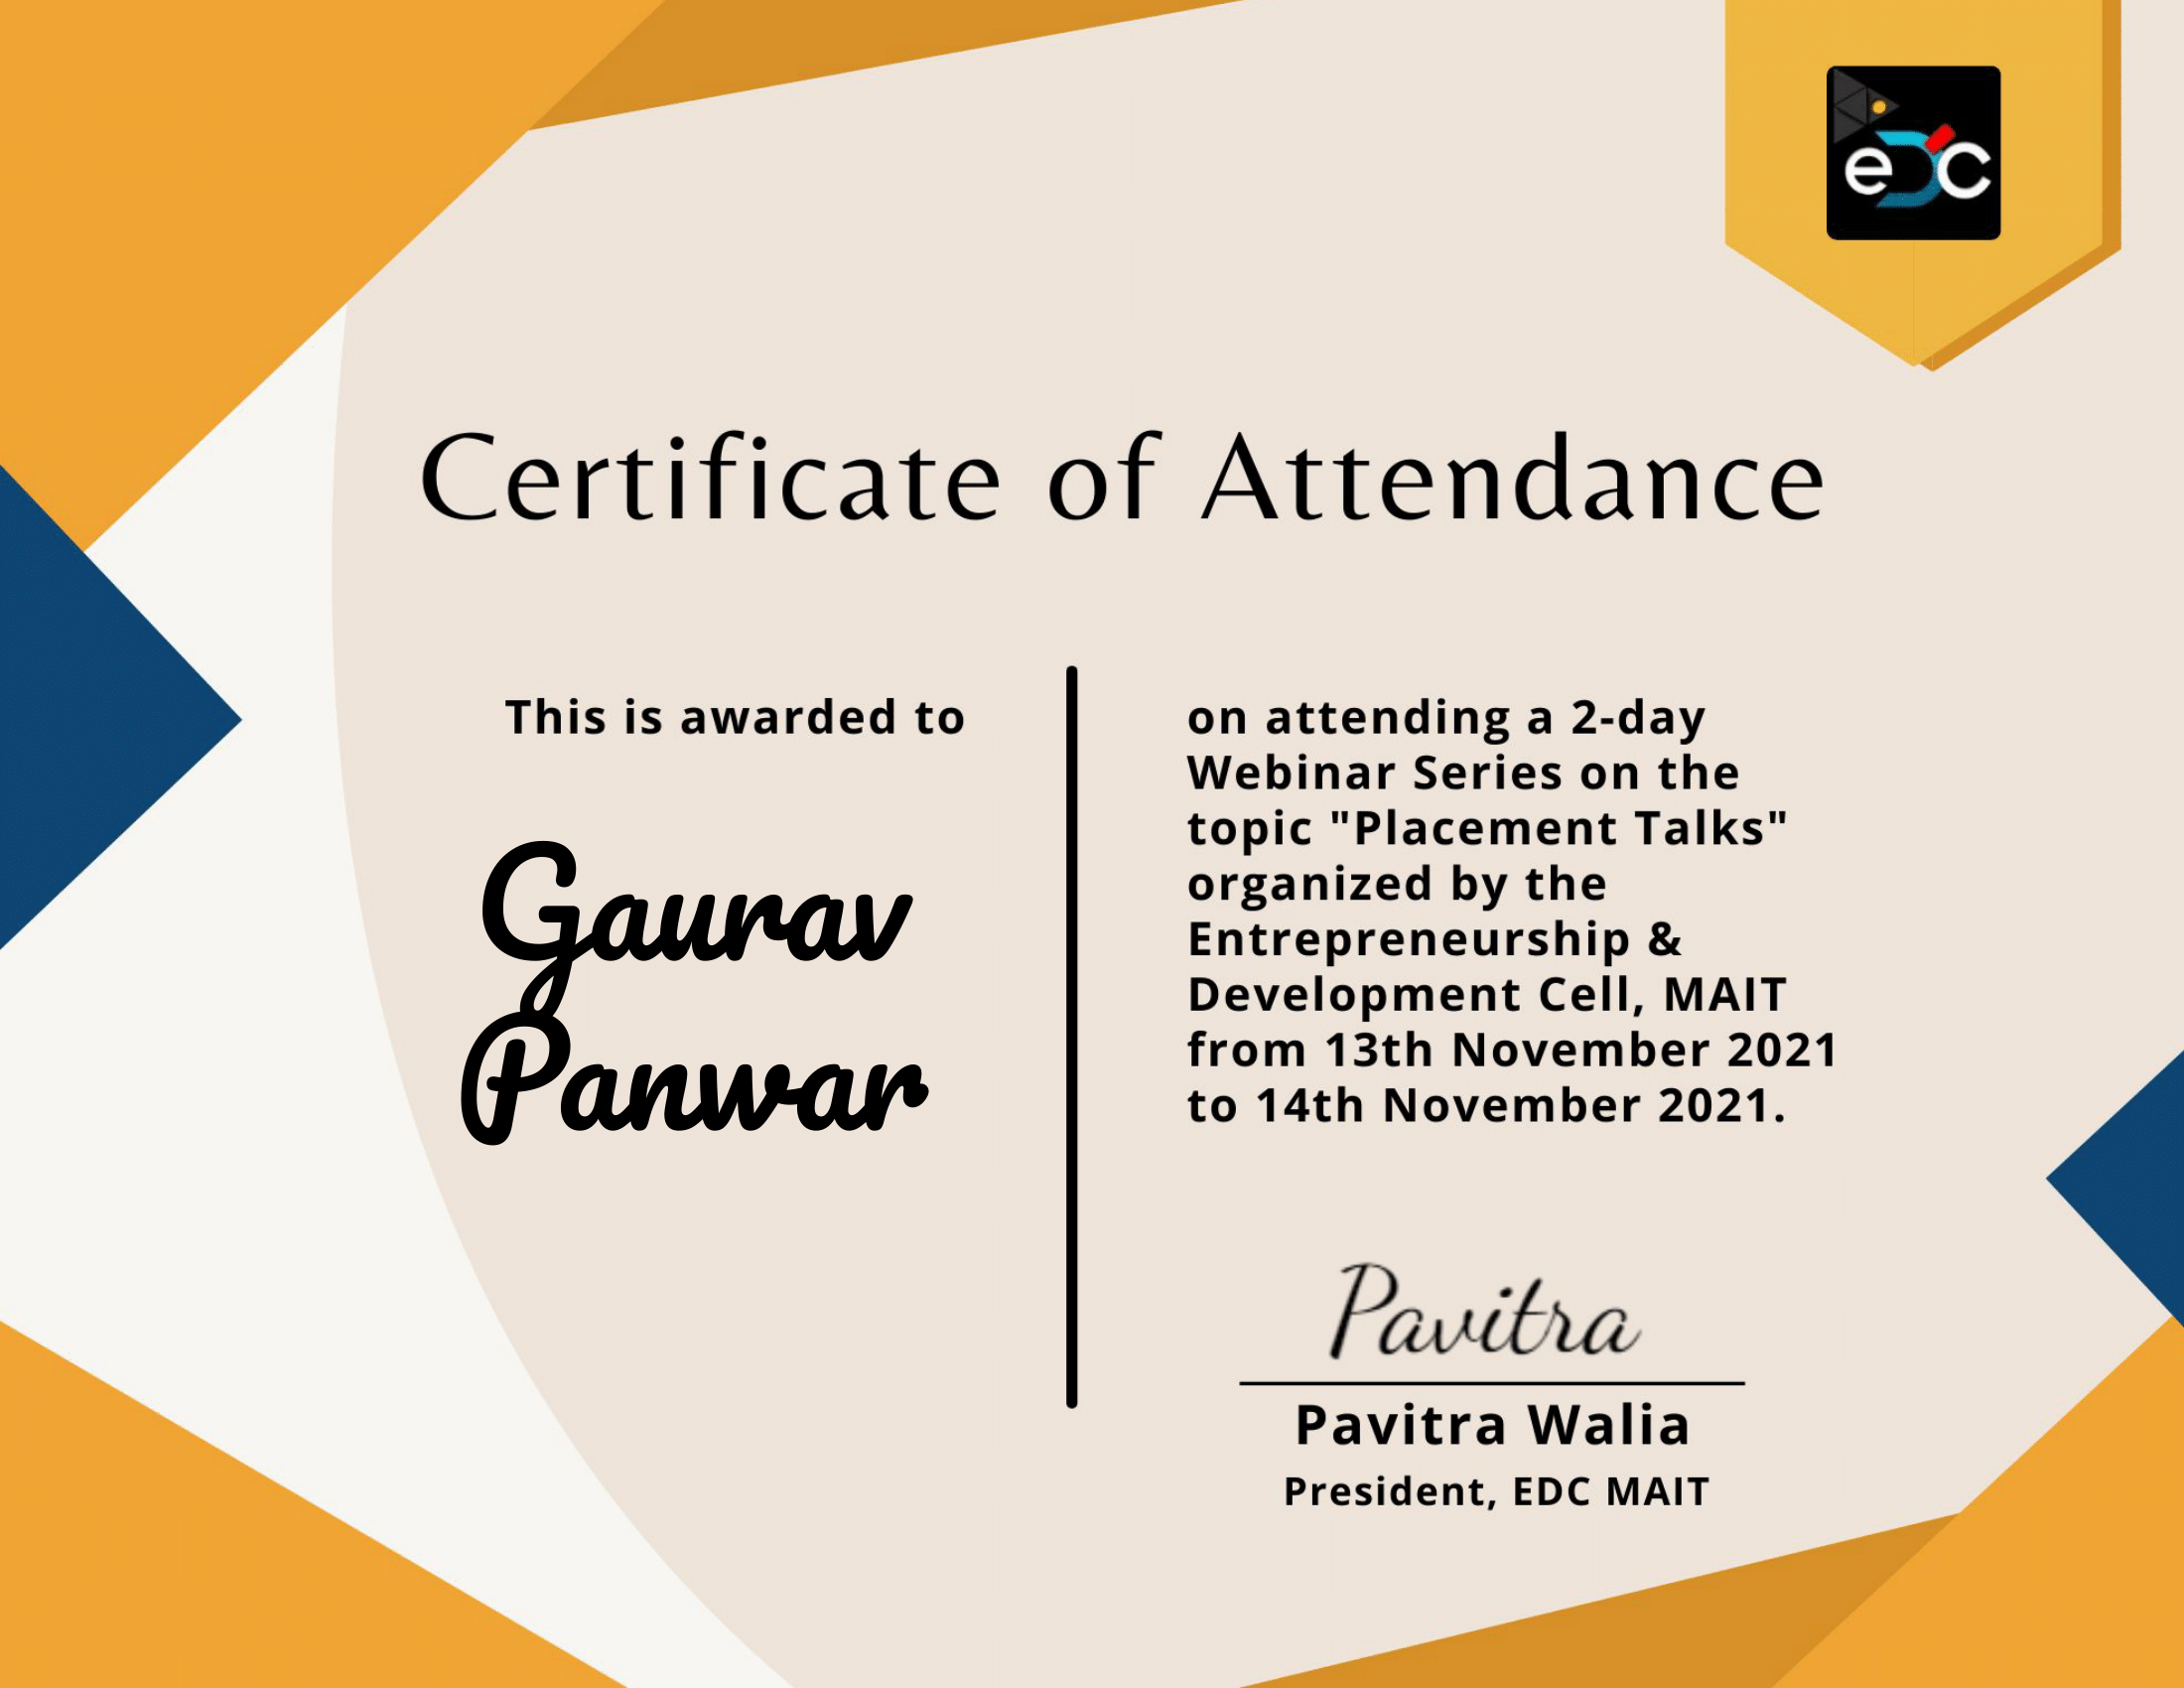 eDC
Certificate of Attendance
This is awarded to
Gaurav
Panwar
on attending a 2-day
Webinar Series on the
topic "Placement Talks"
organized by the
Entrepreneurship &
Development Cell, MAIT
from 13th November 2021
to 14th November 2021.
Pavitra
Pavitra Walia
President, EDC MAIT